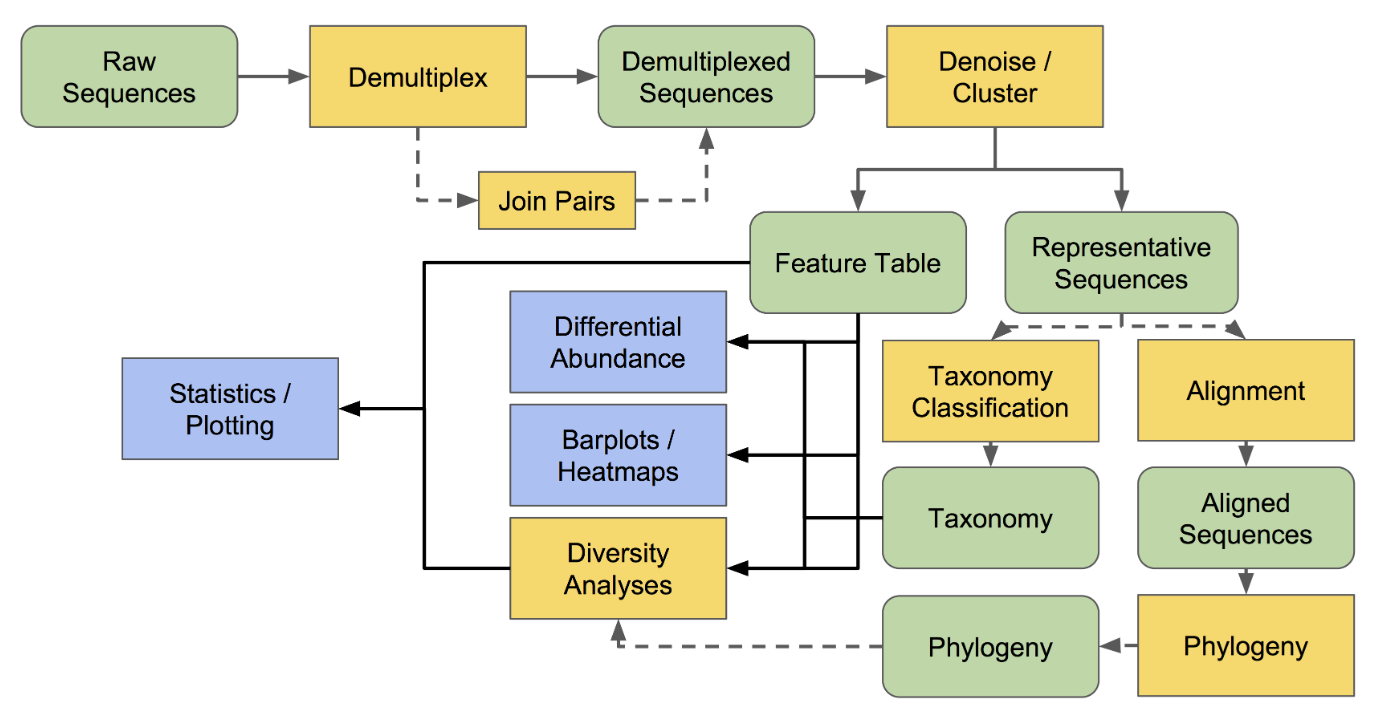 Raw
Sequences
Demultiplex
Demultiplexed
Sequences
Denoise /
Cluster
Join Pairs
Feature Table
Representative
Sequences
Differential
Abundance
Taxonomy
Classification
Alignment
Statistics /
Plotting
Barplots /
Heatmaps
Taxonomy
Aligned
Sequences
Diversity
Analyses
Phylogeny
Phylogeny